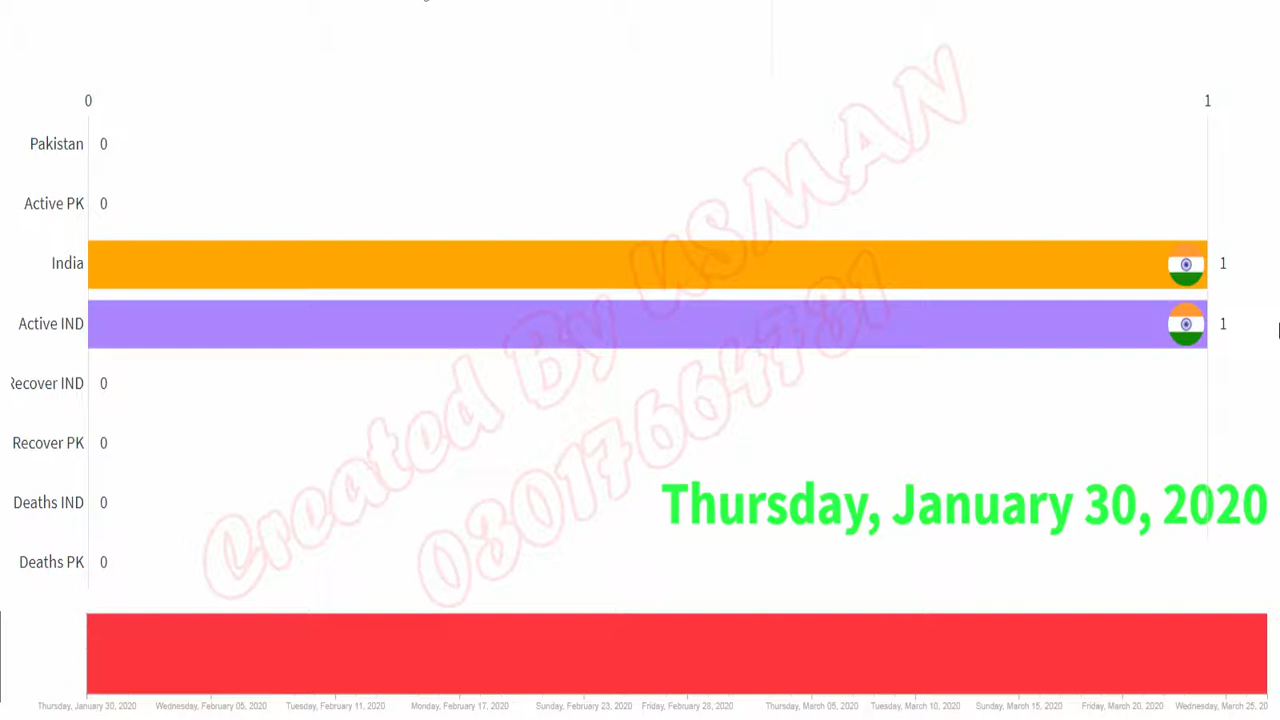 0 1
Pakistan 0
Active PK 0
India 1
Active IND 1
Recover IND 0
Recover PK 0
Deaths IND 0
Deaths PK 0
Created By USMAN
03017664731
Thursday, January 30, 2020
Thursday, January 30, 2020 Wednesday, February 05, 2020 Tuesday, February 11, 2020 Monday, February 17, 2020 Sunday, February 23, 2020 Friday, February 28, 2020 Thursday, March 05, 2020 Tuesday, March 10, 2020 Sunday, March 15, 2020 Friday, March 20, 2020 Wednesday, March 25, 20